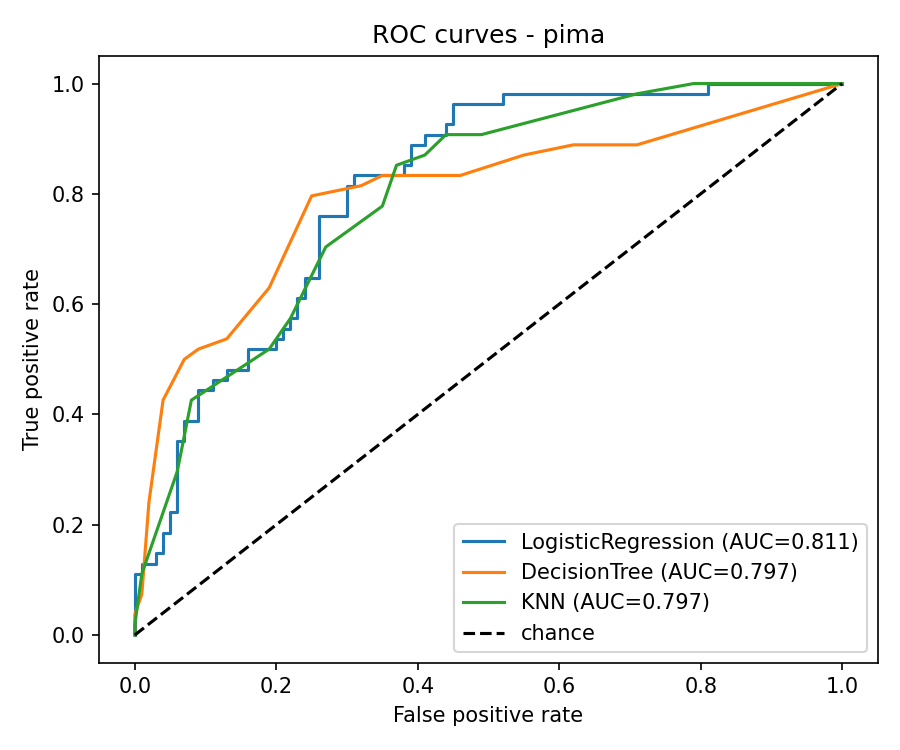 ROC curves - pima
1.0
0.8
0.6
0.4
0.2
0.0
True positive rate
LogisticRegression (AUC=0.811)
DecisionTree (AUC=0.797)
KNN (AUC=0.797)
chance
0.0 0.2 0.4 0.6 0.8 1.0
False positive rate